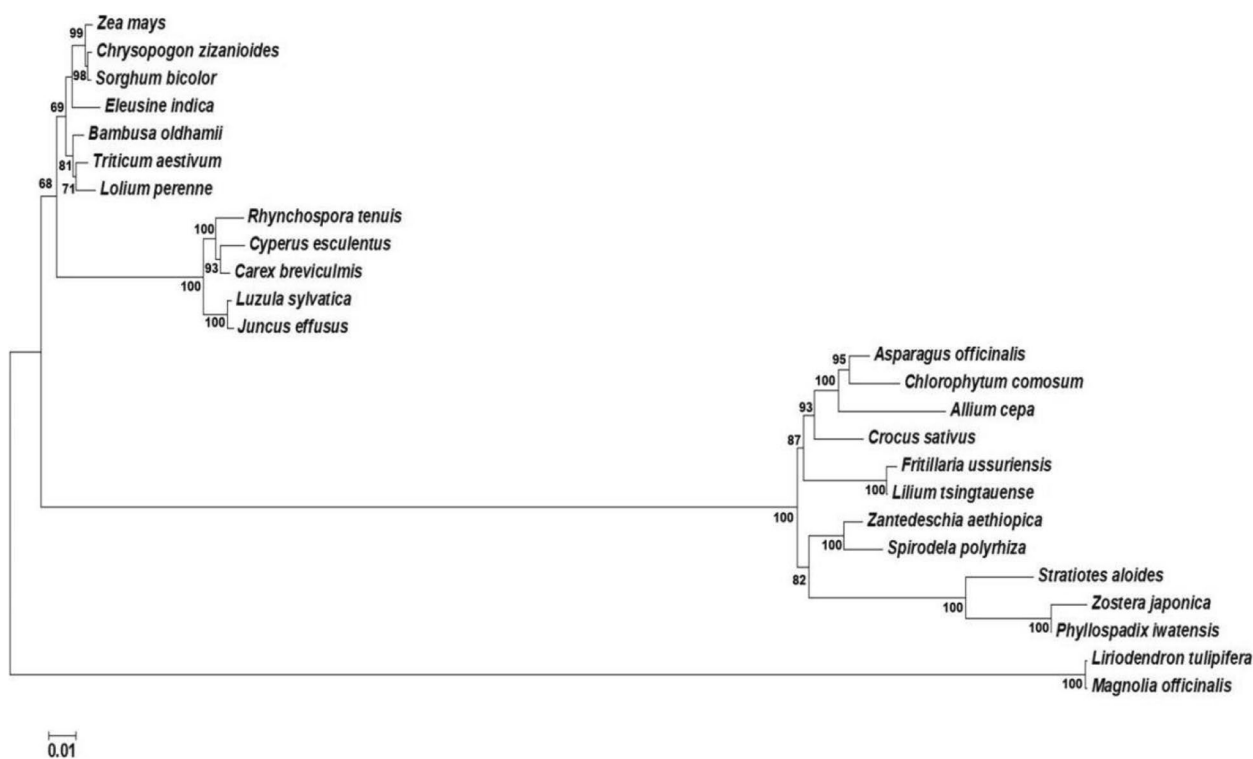 Zea mays
99
Chrysopogon zizanioides
98
Sorghum bicolor
Eleusine indica
69
Bambusa oldhamii
Triticum aestivum
81
71
Lolium perenne
68
Rhynchospora tenuis
100
Cyperus esculentus
93
Carex breviculmis
100
Luzula sylvatica
100
Juncus effusus
Asparagus officinalis
95
Chlorophytum comosum
100
Allium cepa
93
Crocus sativus
87
Fritillaria ussuriensis
100
Lilium tsingtauense
100
Zantedeschia aethiopica
100
Spirodela polyrhiza
82
Stratiotes aloides
100
Zostera japonica
100
Phyllospadix iwatensis
Liriodendron tulipifera
100
Magnolia officinalis
0.01